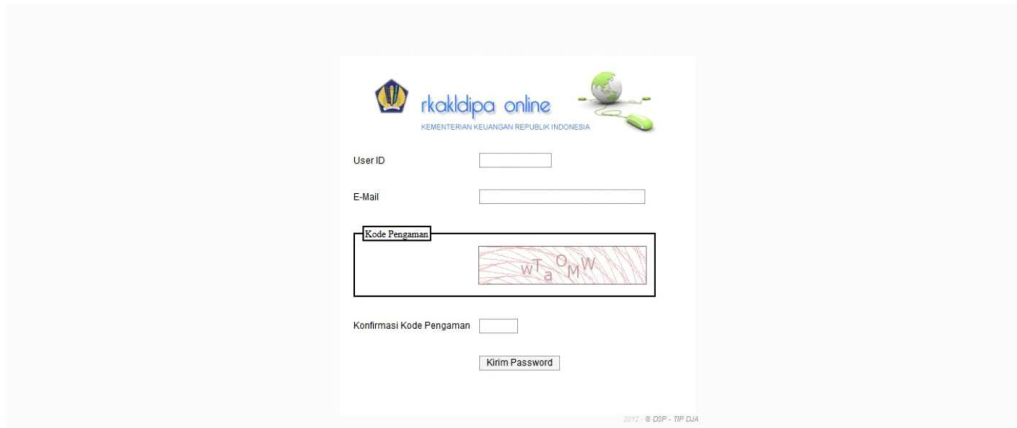 rkakldipa online
KEMENTERIAN KEUANGAN REPUBLIK INDONESIA
User ID
E-Mail
Kode Pengaman
wTaOMW
Konfirmasi Kode Pengaman
Kirim Password
© DSP - TIP DJA